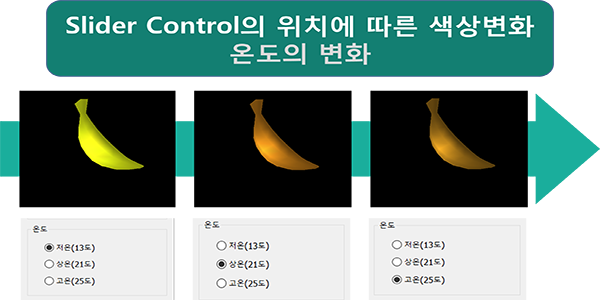 Slider Control의 위치에 따른 색상변화
온도의 변화
온도
저온(13도)
상온(21도)
고온(25도)
온도
저온(13도)
상온(21도)
고온(25도)
온도
저온(13도)
상온(21도)
고온(25도)